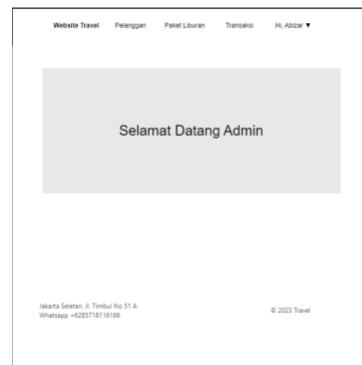 Website Travel Pelanggan Paket Liburan Transaksi Hi, Abizar ▼
Selamat Datang Admin
Jakarta Selatan, Jl. Timbul No 51 A
Whatsapp +6285718116186
© 2023 Travel